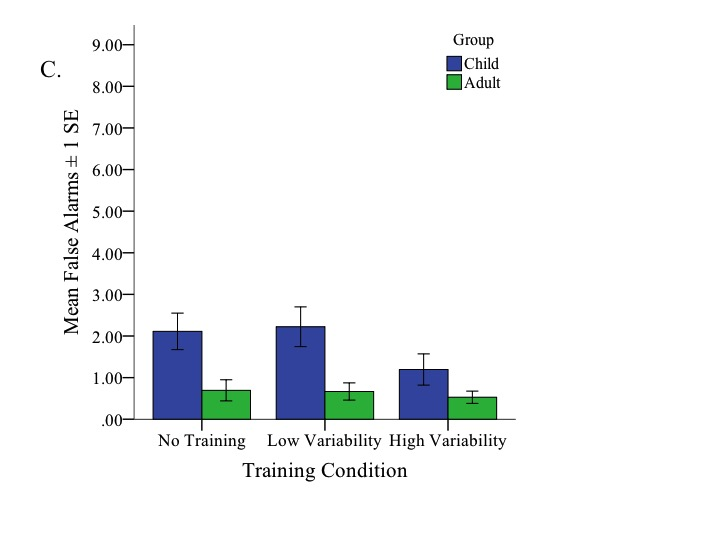 C.
Group
Child
Adult
Mean False Alarms ± 1 SE
9.00
8.00
7.00
6.00
5.00
4.00
3.00
2.00
1.00
.00
No Training Low Variability High Variability
Training Condition